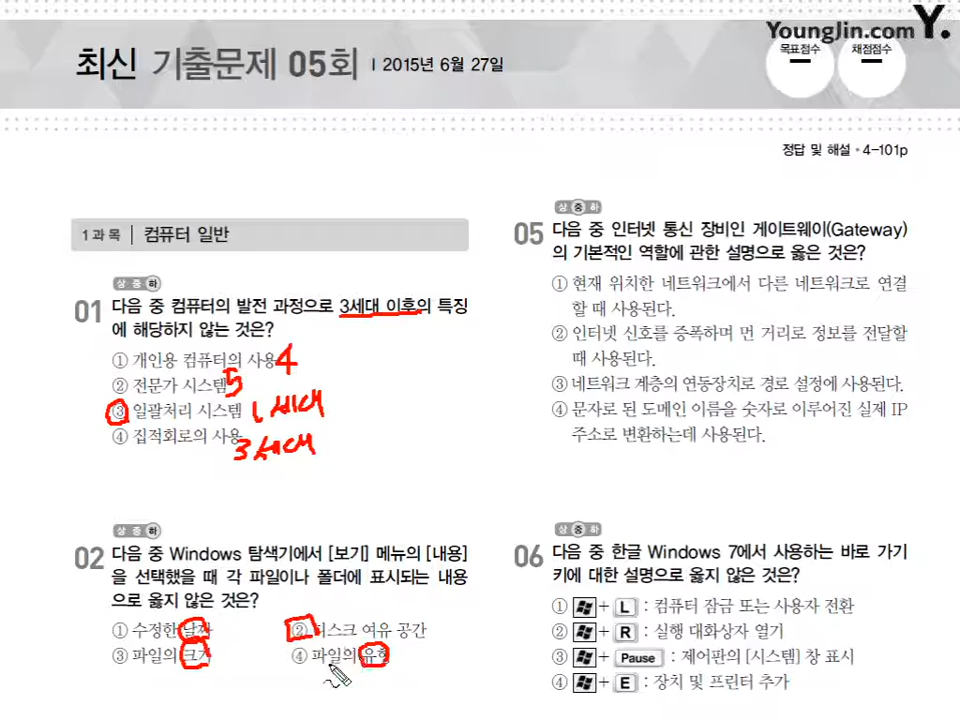 YoungJin.com Y.
최신 기출문제 05회 I 2015년 6월 27일
목표점수 채점점수
정답 및 해설 • 4-101p
1과목 컴퓨터 일반
상 중 하
01 다음 중 컴퓨터의 발전 과정으로 3세대 이후의 특징
에 해당하지 않는 것은?
① 개인용 컴퓨터의 사용 4
② 전문가 시스템 5
③ 일괄처리 시스템 1세대
④ 집적회로의 사용 3세대
상 중 하
02 다음 중 Windows 탐색기에서 [보기] 메뉴의 [내용]
을 선택했을 때 각 파일이나 폴더에 표시되는 내용
으로 옳지 않은 것은?
① 수정한 날짜 ② 디스크 여유 공간
③ 파일의 크기 ④ 파일의 유형
상 중 하
05 다음 중 인터넷 통신 장비인 게이트웨이(Gateway)
의 기본적인 역할에 관한 설명으로 옳은 것은?
① 현재 위치한 네트워크에서 다른 네트워크로 연결
할 때 사용된다.
② 인터넷 신호를 증폭하며 먼 거리로 정보를 전달할
때 사용된다.
③ 네트워크 계층의 연동장치로 경로 설정에 사용된다.
④ 문자로 된 도메인 이름을 숫자로 이루어진 실제 IP
주소로 변환하는데 사용된다.
상 중 하
06 다음 중 한글 Windows 7에서 사용하는 바로 가기
키에 대한 설명으로 옳지 않은 것은?
① + L : 컴퓨터 잠금 또는 사용자 전환
② + R : 실행 대화상자 열기
③ + Pause : 제어판의 [시스템] 창 표시
④ + E : 장치 및 프린터 추가